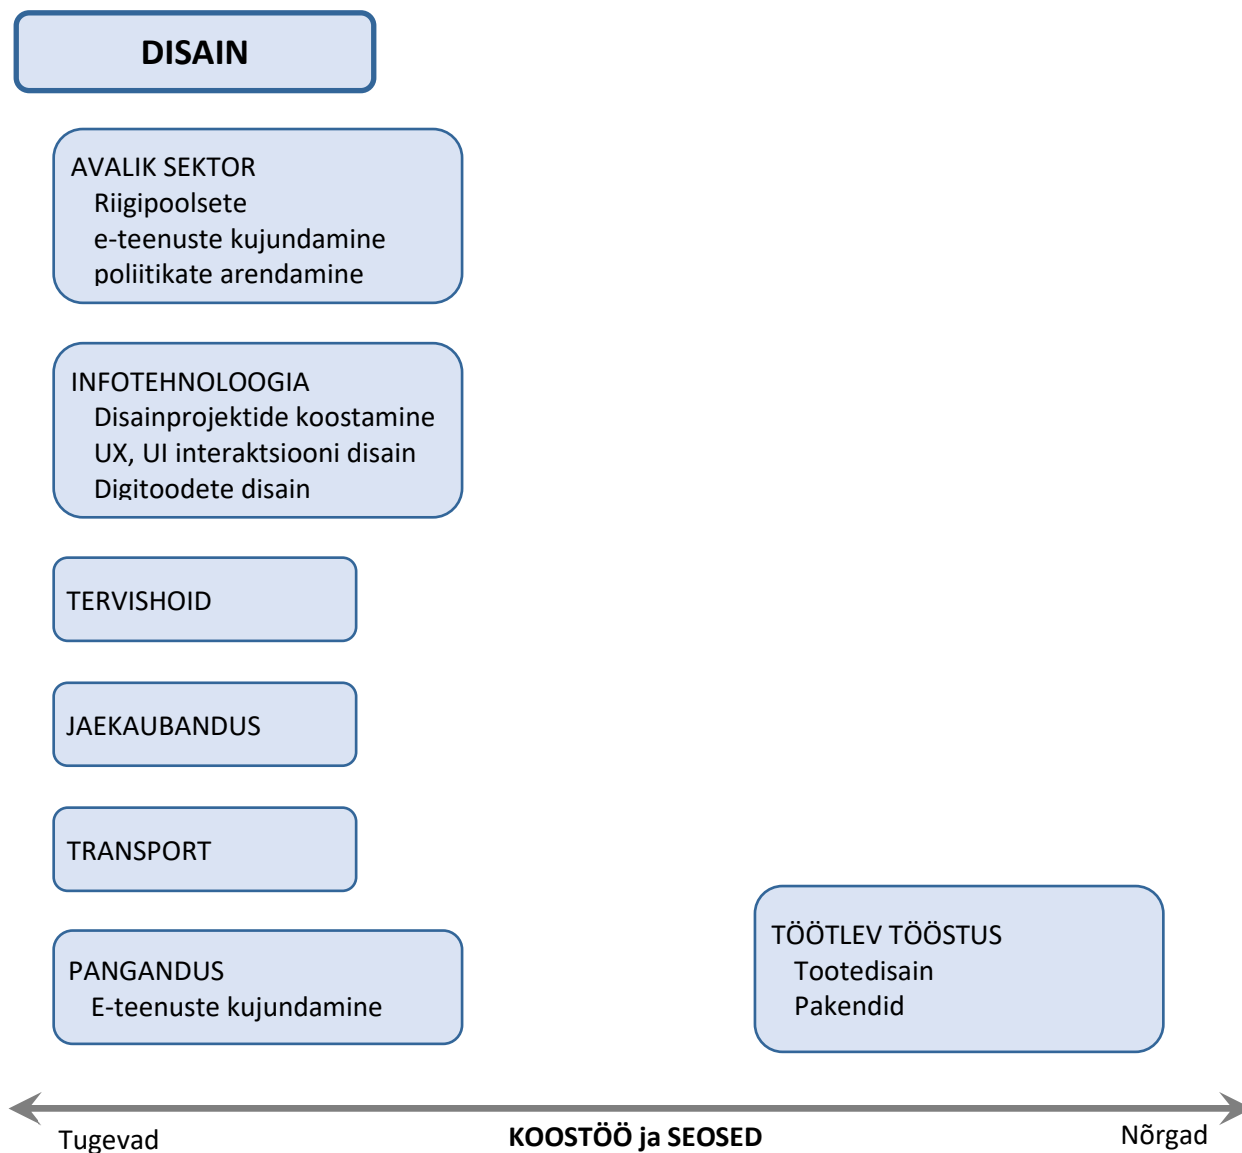 DISAIN
AVALIK SEKTOR
Riigipoolsete
e-teenuste kujundamine
poliitikate arendamine
INFOTEHNOLOOGIA
Disainprojektide koostamine
UX, UI interaktsiooni disain
Digitoodete disain
TERVISHOID
JAEKAUBANDUS
TRANSPORT
PANGANDUS
E-teenuste kujundamine
TÖÖTLEV TÖÖSTUS
Tootedisain
Pakendid
Tugevad
KOOSTÖÖ ja SEOSED
Nõrgad